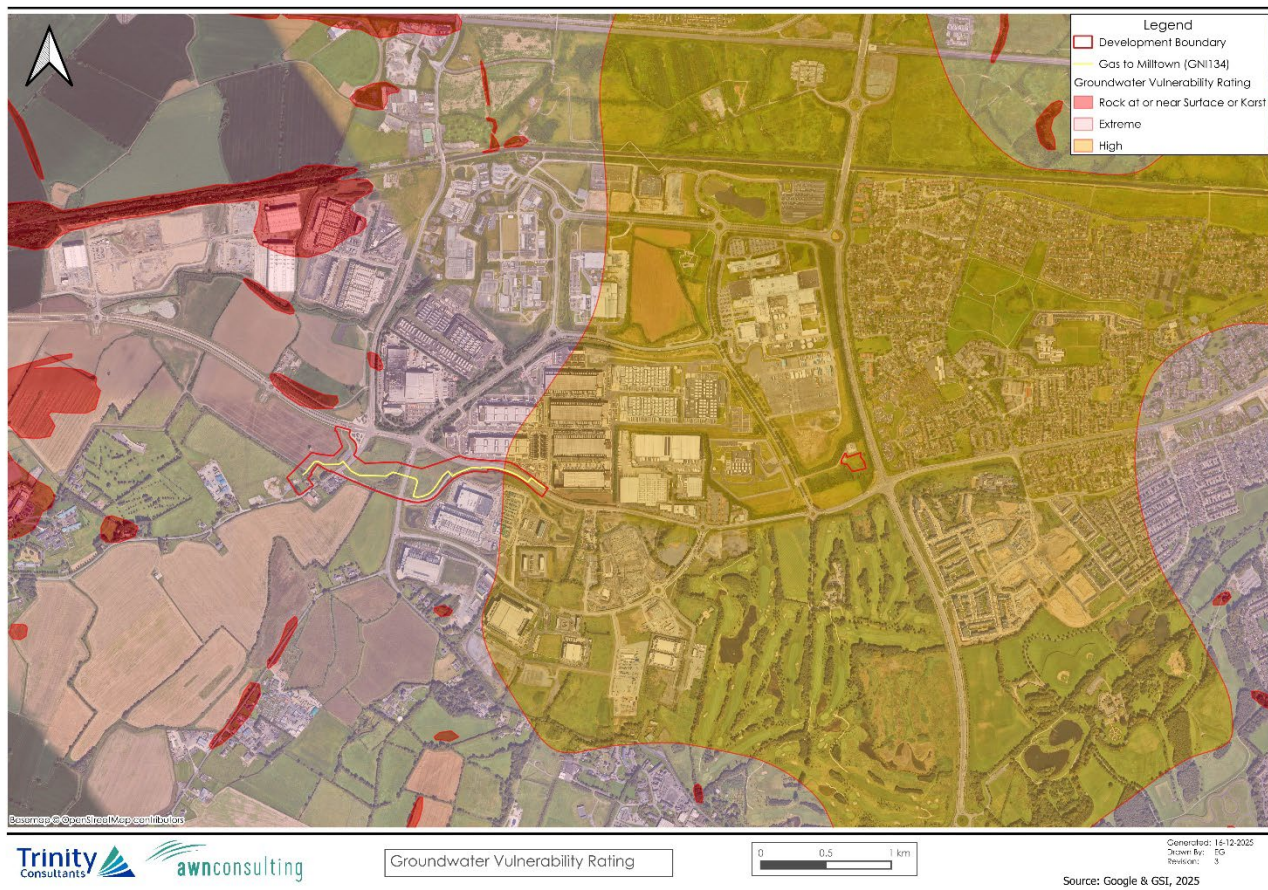 Legend
Development Boundary
Gas to Milltown (GNI134)
Groundwater Vulnerability Rating
Rock at or near Surface or Karst
Extreme
High
Basemap © OpenStreetMap contributors
Trinity
Consultants
awnconsulting
Groundwater Vulnerability Rating
0 0.5 1 km
Generated: 16-12-2025
Drawn By: EG
Revision: 3
Source: Google & GSI, 2025